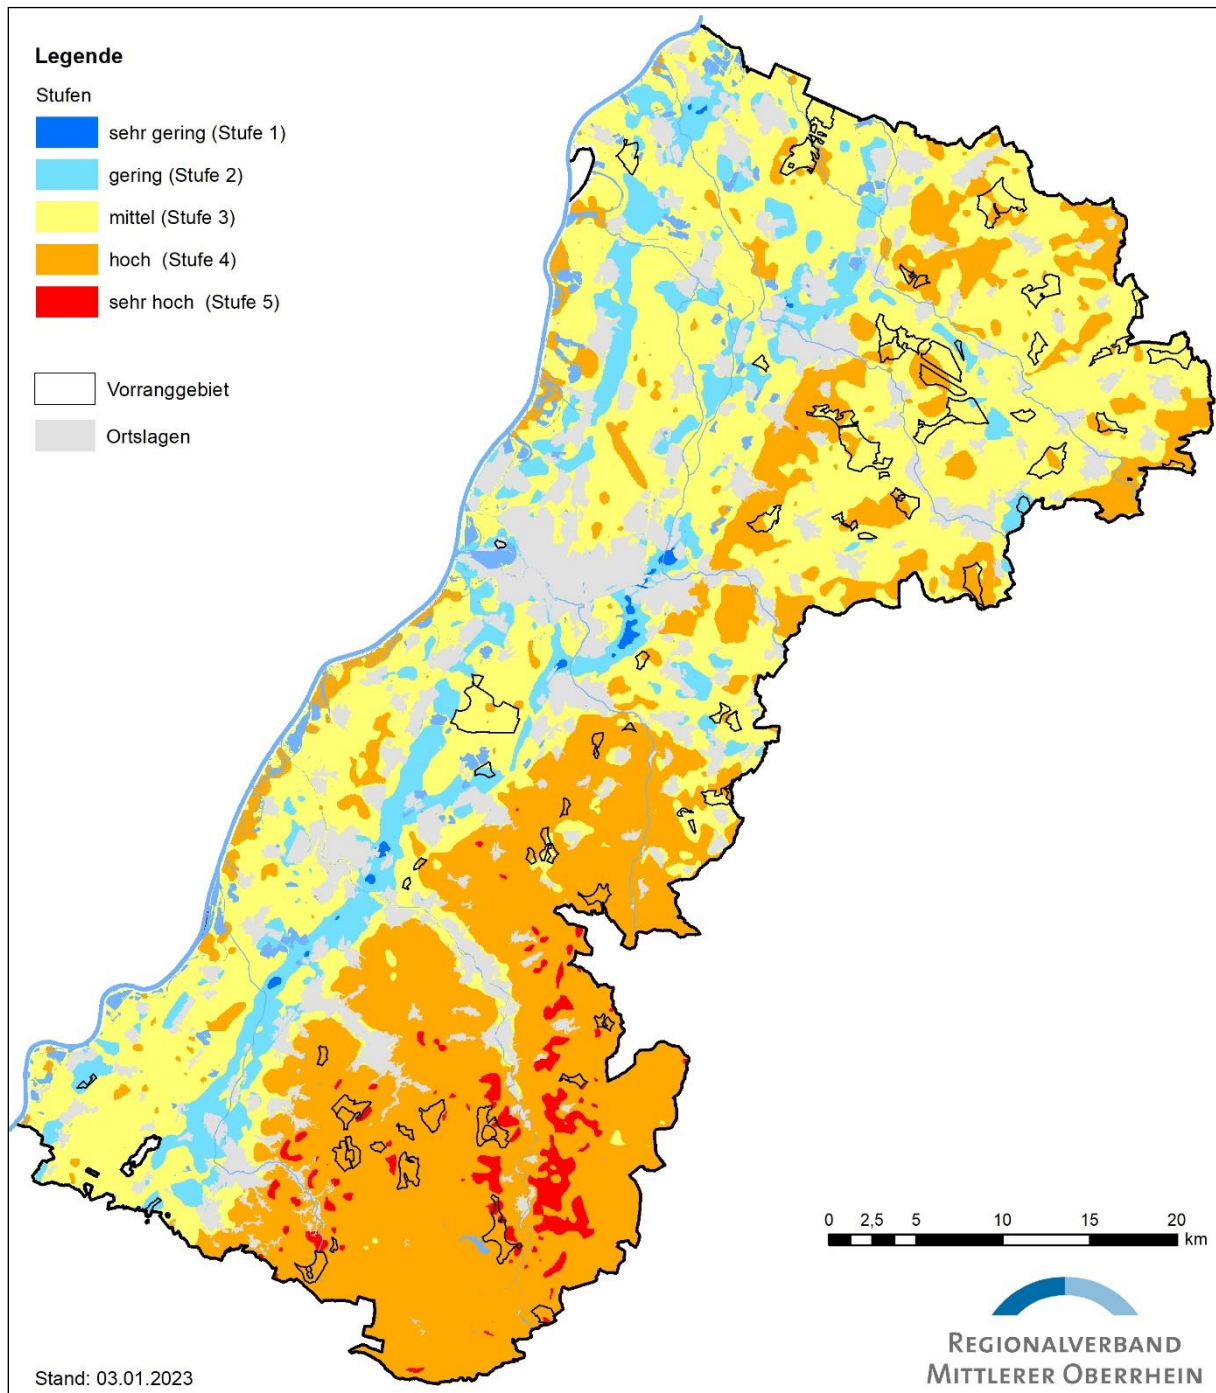 Legende
Stufen
sehr gering (Stufe 1)
gering (Stufe 2)
mittel (Stufe 3)
hoch (Stufe 4)
sehr hoch (Stufe 5)
Vorranggebiet
Ortslagen
0 2,5 5 10 15 20
km
REGIONALVERBAND
MITTLERER OBERRHEIN
Stand: 03.01.2023